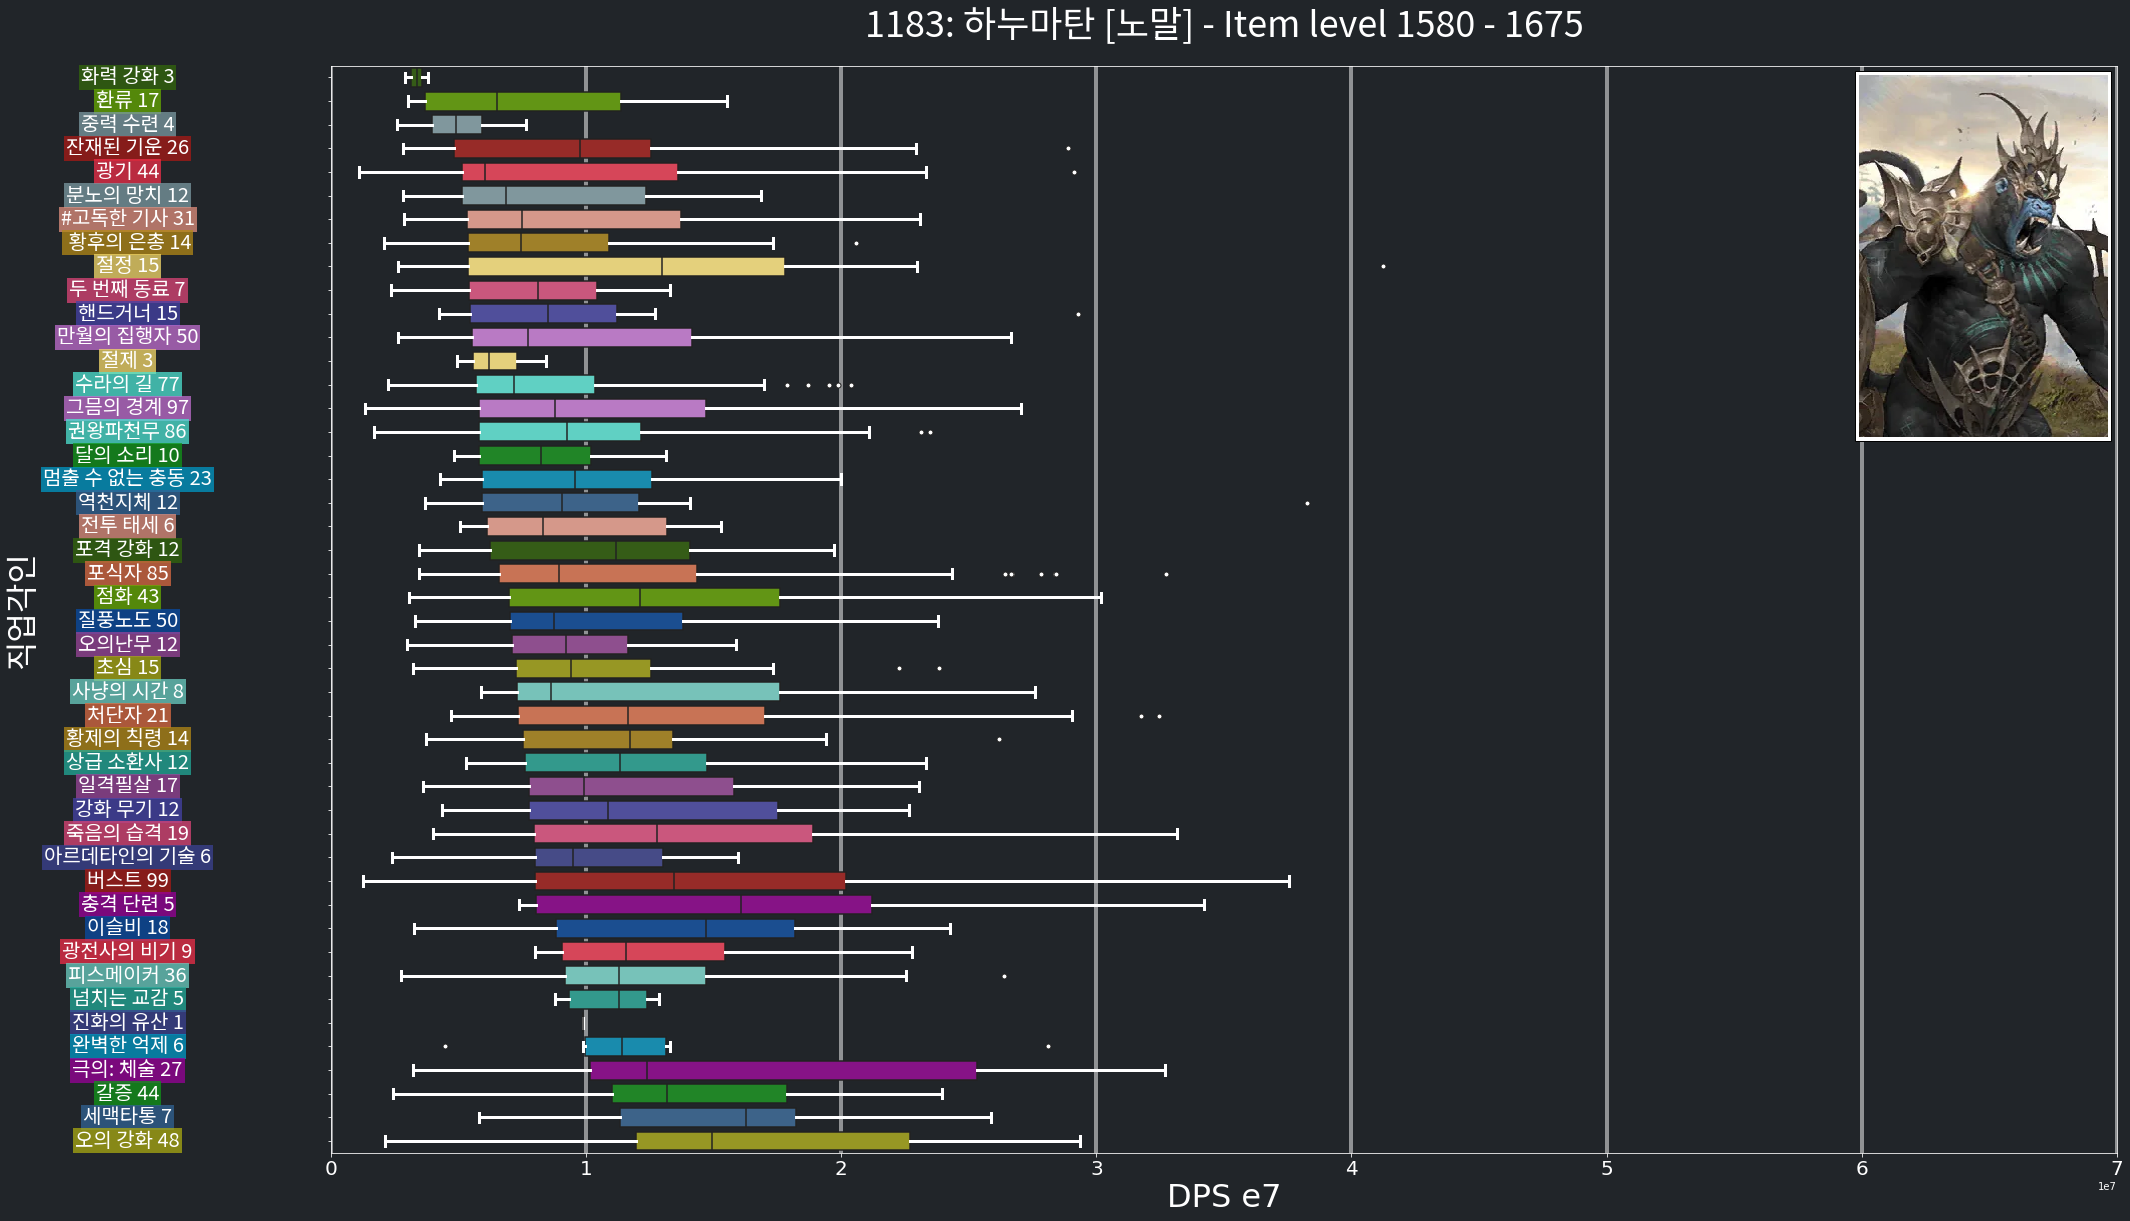 1183: 하누마탄 [노말] - Item level 1580 - 1675
화력 강화 3
환류 17
중력 수련 4
잔재된 기운 26
광기 44
분노의 망치 12
#고독한 기사 31
황후의 은총 14
절정 15
두 번째 동료 7
핸드거너 15
만월의 집행자 50
절제 3
수라의 길 77
그믐의 경계 97
권왕파천무 86
달의 소리 10
멈출 수 없는 충동 23
역천지체 12
전투 태세 6
포격 강화 12
포식자 85
점화 43
질풍노도 50
오의난무 12
초심 15
사냥의 시간 8
처단자 21
황제의 칙령 14
상급 소환사 12
일격필살 17
강화 무기 12
죽음의 습격 19
아르데타인의 기술 6
버스트 99
충격 단련 5
이슬비 18
광전사의 비기 9
피스메이커 36
넘치는 교감 5
진화의 유산 1
완벽한 억제 6
극의: 체술 27
갈증 44
세맥타통 7
오의 강화 48
직업각인
0 1 2 3 4 5 6 7
1e7
DPS e7